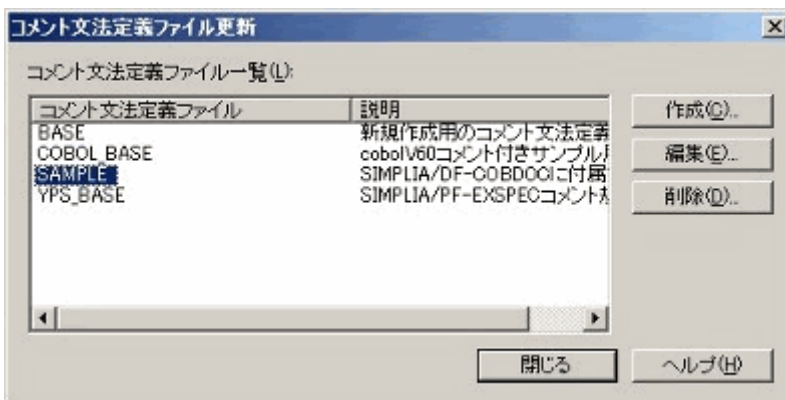 コメント文法定義ファイル更新
コメント文法定義ファイル一覧(L):
コメント文法定義ファイル 説明
BASE 新規作成用のコメント文法定義
COBOL_BASE cobolV60コメント付きサンプル
SAMPLE SIMPLIA/DF-COBDOCに付属
YPS_BASE SIMPLIA/PF-EXSPECコメント
作成(C)...
編集(E)...
削除(D)...
閉じる
ヘルプ(H)